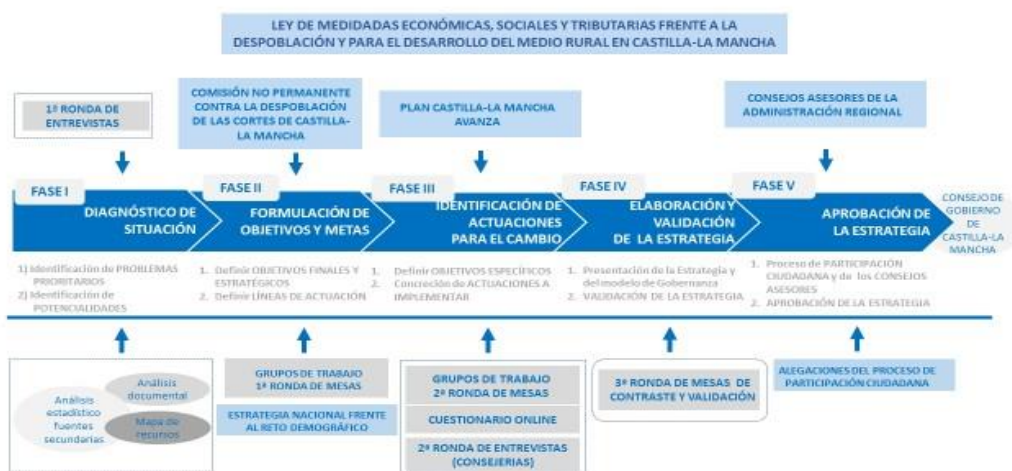 LEY DE MEDIDADAS ECONÓMICAS, SOCIALES Y TRIBUTARIAS FRENTE A LA
DESPOBLACIÓN Y PARA EL DESARROLLO DEL MEDIO RURAL EN CASTILLA-LA MANCHA
1ª RONDA DE
ENTREVISTAS
COMISIÓN NO PERMANENTE
CONTRA LA DESPOBLACIÓN
DE LAS CORTES DE CASTILLA-
LA MANCHA
PLAN CASTILLA-LA MANCHA
AVANZA
CONSEJOS ASESORES DE LA
ADMINISTRACIÓN REGIONAL
FASE I
DIAGNÓSTICO DE
SITUACIÓN
FASE II
FORMULACIÓN DE
OBJETIVOS Y METAS
FASE III
IDENTIFICACIÓN DE
ACTUACIONES
PARA EL CAMBIO
FASE IV
ELABORACIÓN Y
VALIDACIÓN
DE LA ESTRATEGIA
FASE V
APROBACIÓN DE
LA ESTRATEGIA
CONSEJO DE
GOBIERNO
DE
CASTILLA-LA
MANCHA
1) Identificación de PROBLEMAS
PRIORITARIOS
2) Identificación de
POTENCIALIDADES
1. Definir OBJETIVOS FINALES Y
ESTRATÉGICOS
2. Definir LÍNEAS DE ACTUACIÓN
1. Definir OBJETIVOS ESPECÍFICOS
2. Concreción de ACTUACIONES A
IMPLEMENTAR
1. Presentación de la Estrategia y
del modelo de Gobernanza
2. VALIDACIÓN DE LA ESTRATEGIA
1. Proceso de PARTICIPACIÓN
CIUDADANA y de los CONSEJOS
ASESORES
2. APROBACIÓN DE LA ESTRATEGIA
Análisis
estadístico
fuentes
secundarias
Análisis
documental
Mapa de
recursos
GRUPOS DE TRABAJO
1ª RONDA DE MESAS
ESTRATEGIA NACIONAL FRENTE
AL RETO DEMOGRÁFICO
GRUPOS DE TRABAJO
2ª RONDA DE MESAS
CUESTIONARIO ONLINE
2ª RONDA DE ENTREVISTAS
(CONSEJERIAS)
3ª RONDA DE MESAS DE
CONTRASTE Y VALIDACIÓN
ALEGACIONES DEL PROCESO DE
PARTICIPACIÓN CIUDADANA